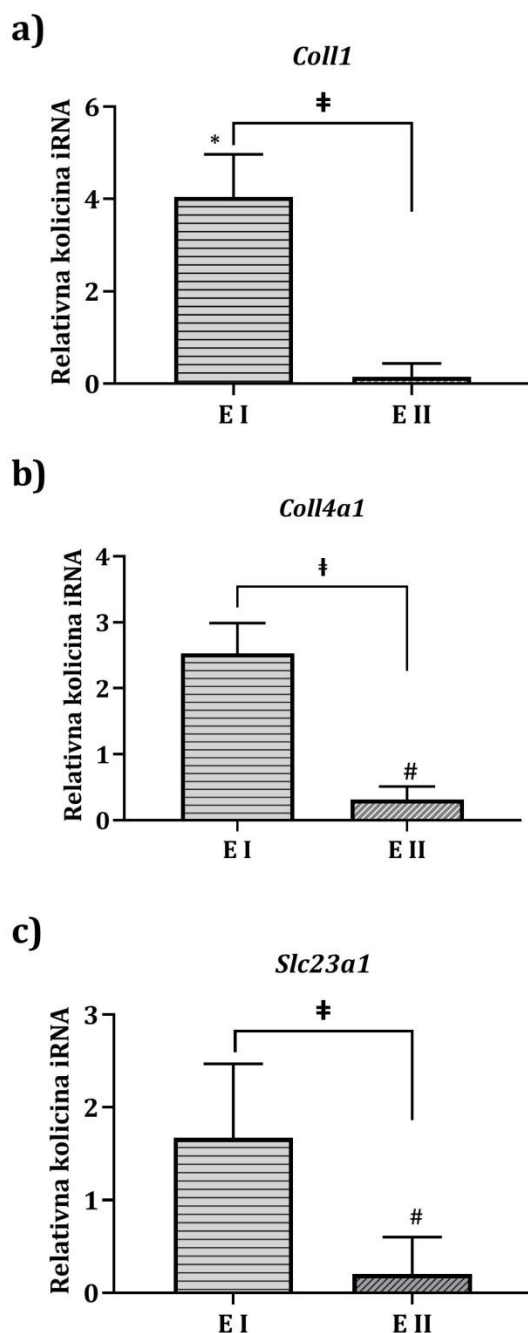 a)
Coll1
ǂ
*
6
4
2
0
Relativna kolicina iRNA
E I
E II
b)
Coll4a1
ǂ
#
4
3
2
1
0
Relativna kolicina iRNA
E I
E II
c)
Slc23a1
ǂ
#
3
2
1
0
Relativna kolicina iRNA
E I
E II